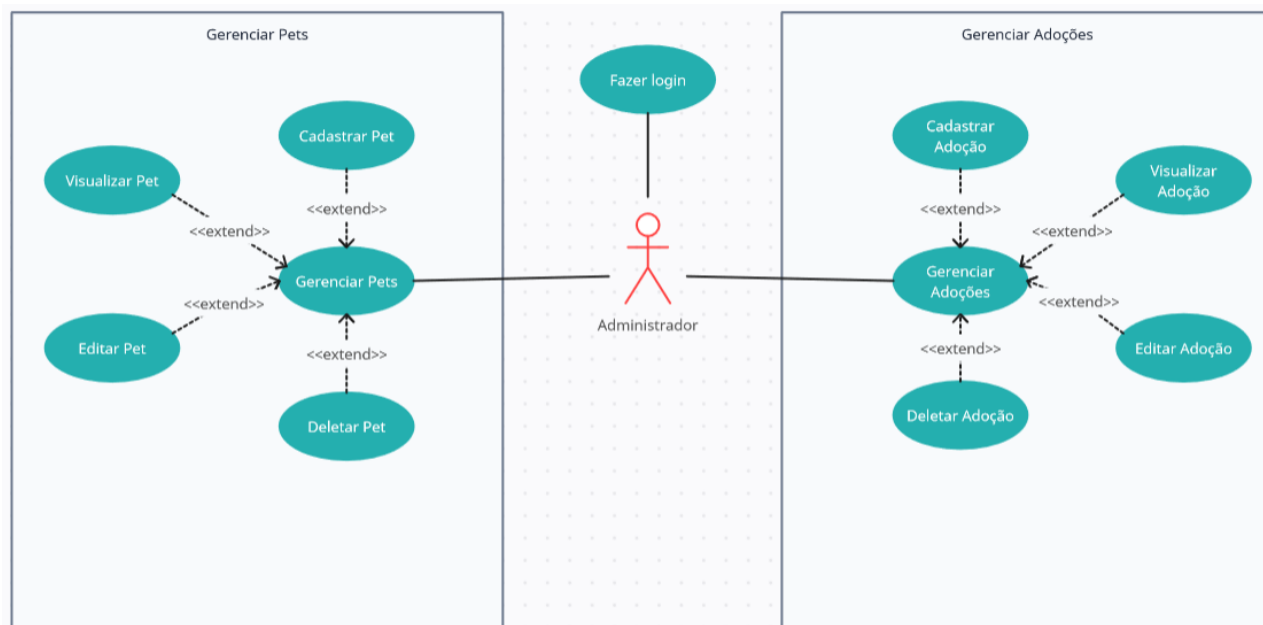 Gerenciar Pets
Cadastrar Pet
Visualizar Pet
<<extend>>
<<extend>>
Gerenciar Pets
<<extend>>
Editar Pet
<<extend>>
Deletar Pet
Fazer login
Administrador
Gerenciar Adoções
Cadastrar
Adoção
Visualizar
Adoção
<<extend>>
<<extend>>
Gerenciar
Adoções
<<extend>>
Editar Adoção
<<extend>>
Deletar Adoção